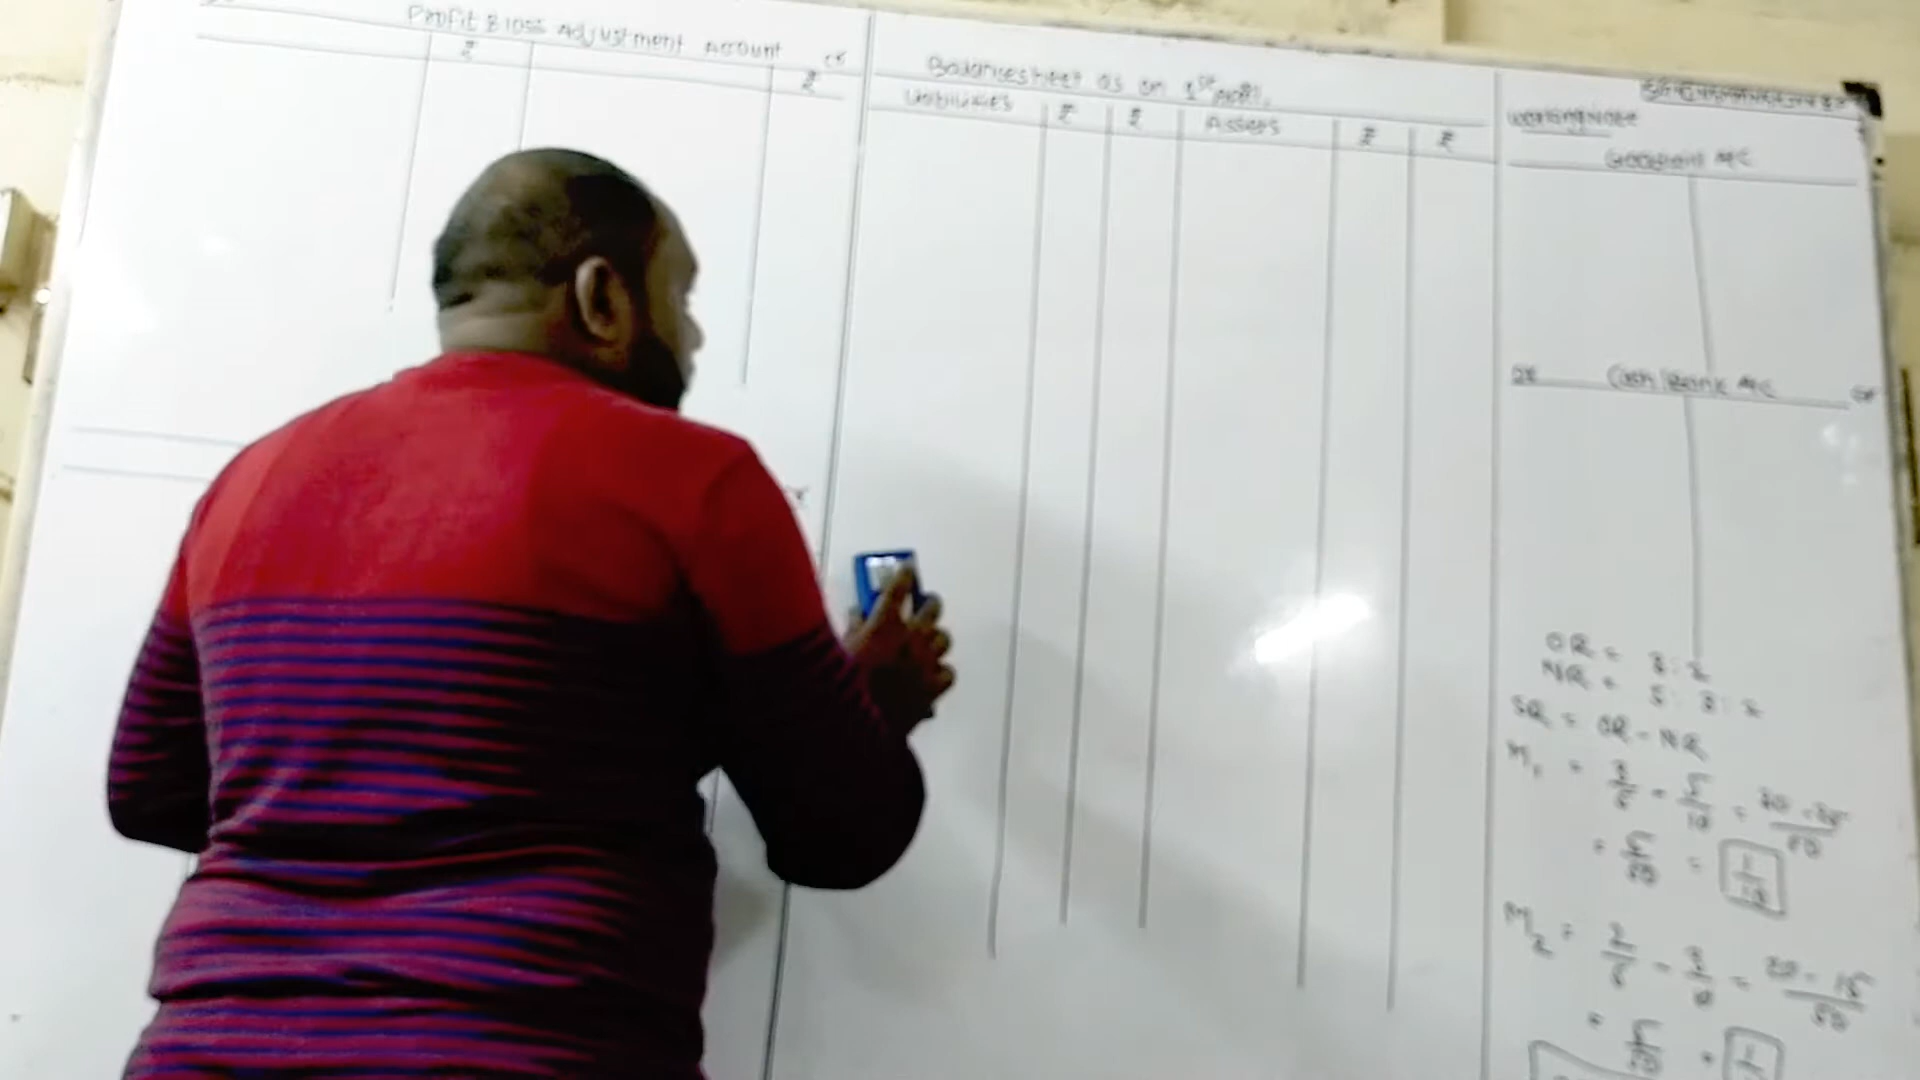 Profit & loss Adjustment Account
cr
₹
₹
Balancesheet as on 1st April,
Liabilities ₹ ₹ Assets ₹ ₹
Working Note
Goodwill A/C
Dr Cash/Bank A/C Cr
OR = 3 : 2
NR = 5 : 3 : 2
SR = OR - NR
M1 = 3/5 - 5/10 = 30 - 25/50
= 5/50 = 1/10
M2 = 2/5 - 3/10 = 20 - 15/50
= 5/50 =